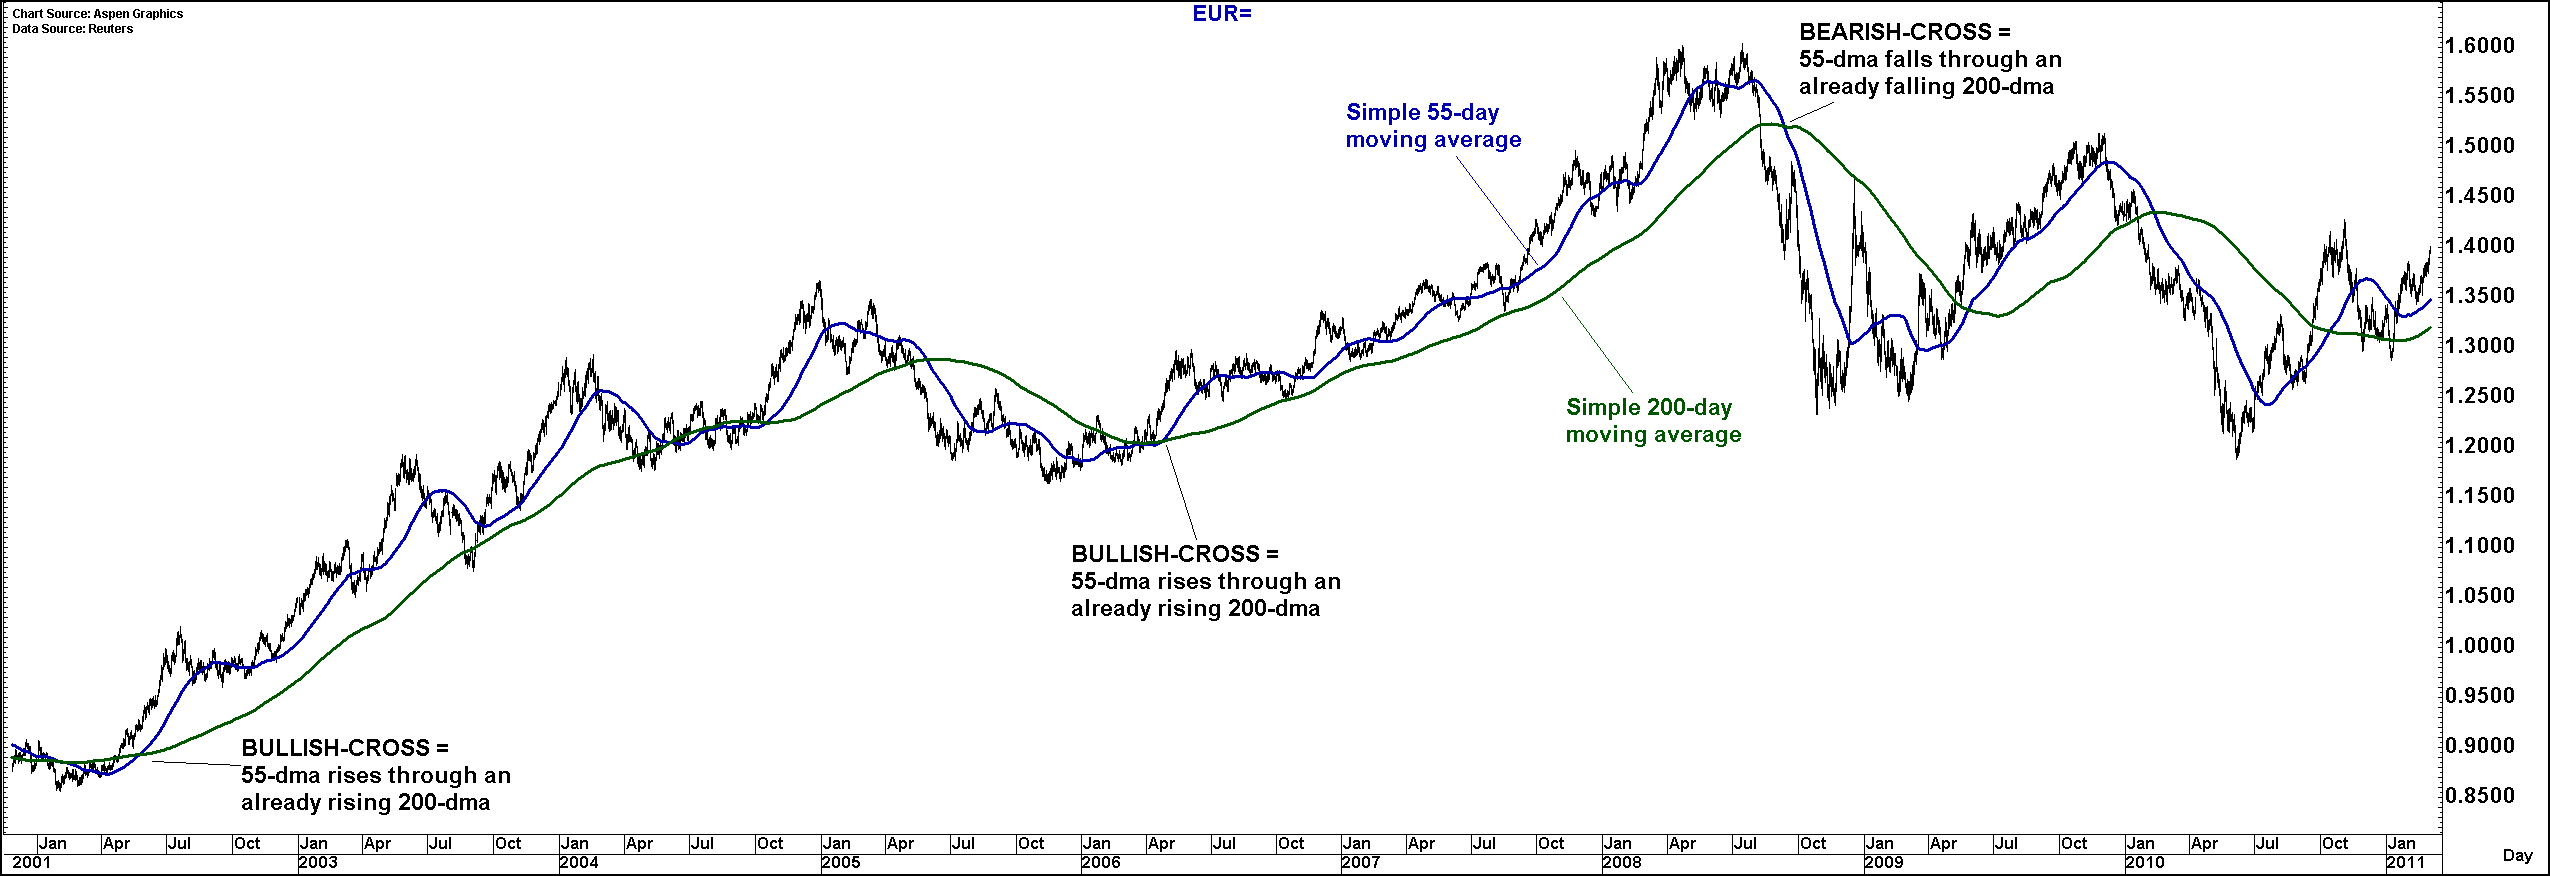 Chart Source: Aspen Graphics
Data Source: Reuters
EUR=
BEARISH-CROSS =
55-dma falls through an
already falling 200-dma
Simple 55-day
moving average
Simple 200-day
moving average
BULLISH-CROSS =
55-dma rises through an
already rising 200-dma
BULLISH-CROSS =
55-dma rises through an
already rising 200-dma
1.6000
1.5500
1.5000
1.4500
1.4000
1.3500
1.3000
1.2500
1.2000
1.1500
1.1000
1.0500
1.0000
0.9500
0.9000
0.8500
Jan Apr Jul Oct Jan Apr Jul Oct Jan Apr Jul Oct Jan Apr Jul Oct Jan Apr Jul Oct Jan Apr Jul Oct Jan Apr Jul Oct Jan Apr Jul Oct Jan Apr Jul Oct Jan
2001 2003 2004 2005 2006 2007 2008 2009 2010 2011
Day